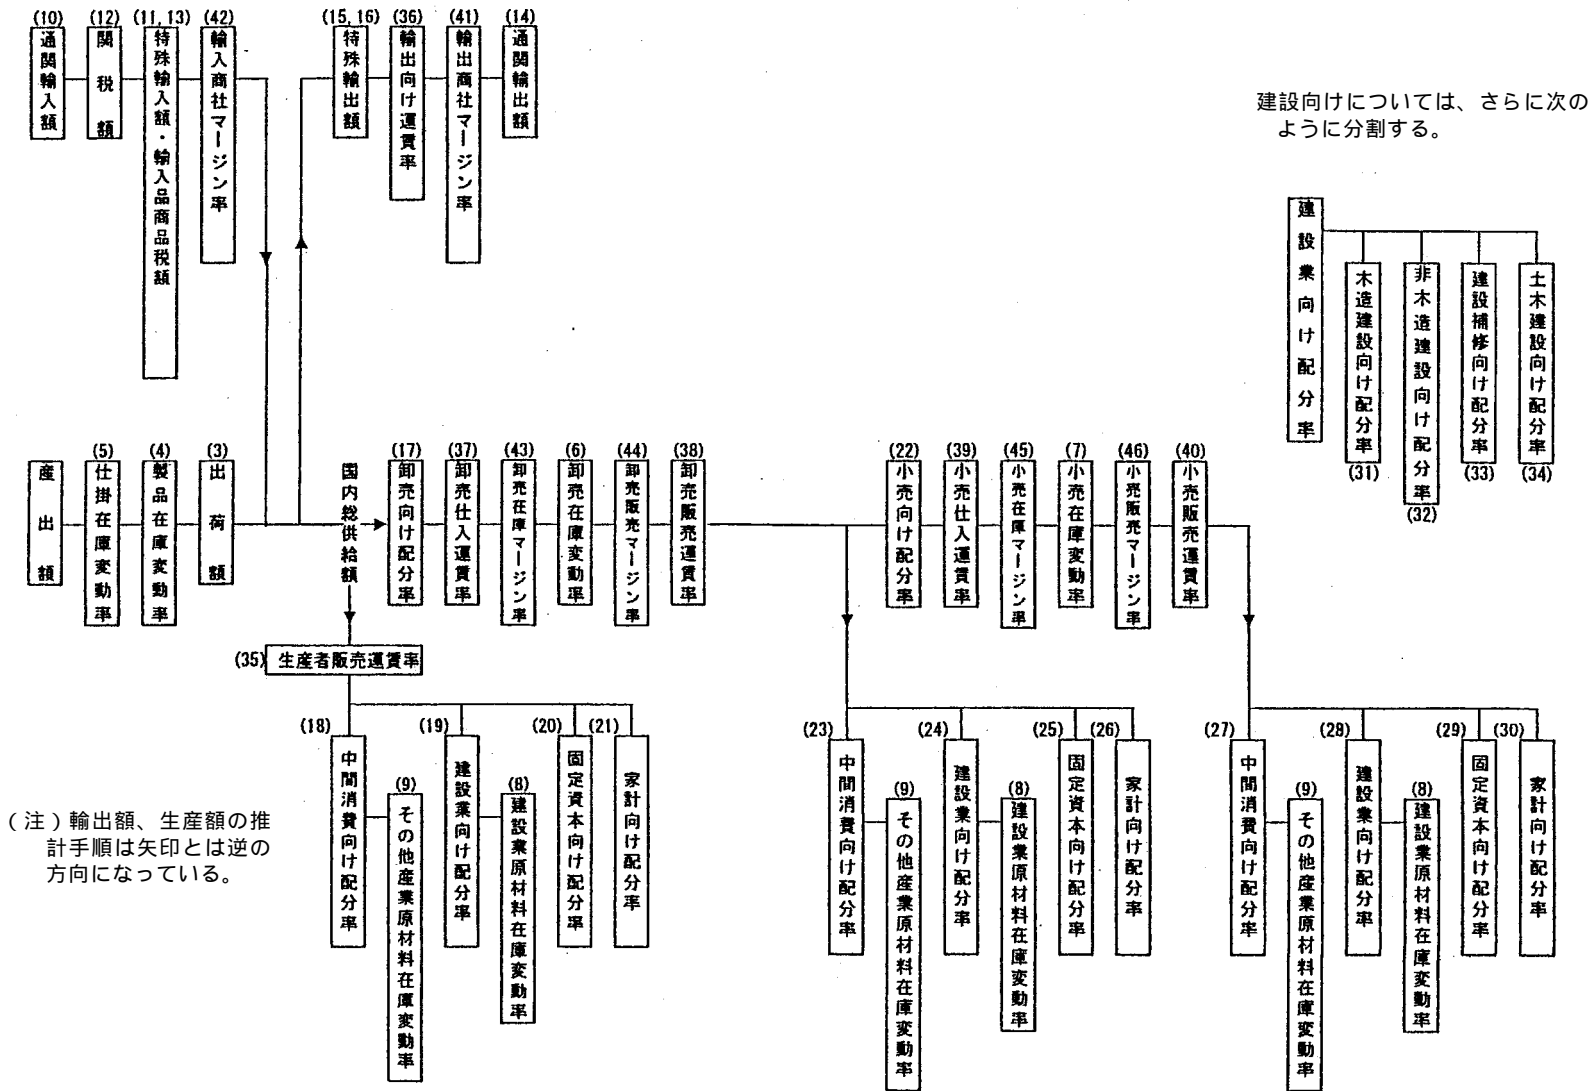 (10)
通関輸入額
(12)
関税額
(11, 13)
特殊輸入額・輸入品商品税額
(42)
輸入商社マージン率
(15, 16)
特殊輸出額
(36)
輸出向け運賃率
(41)
輸出商社マージン率
(14)
通関輸出額
建設向けについては、さらに次の
ように分割する。
建設業向け配分率
木造建設向け配分率
(31)
非木造建設向け配分率
(32)
建設補修向け配分率
(33)
土木建設向け配分率
(34)
産出額
(5)
仕掛在庫変動率
(4)
製品在庫変動率
(3)
出荷額
国内総供給額
(17)
卸売向け配分率
(37)
卸売仕入運賃率
(43)
卸売在庫マージン率
(6)
卸売在庫変動率
(44)
卸売販売マージン率
(38)
卸売販売運賃率
(22)
小売向け配分率
(39)
小売仕入運賃率
(45)
小売在庫マージン率
(7)
小売在庫変動率
(46)
小売販売マージン率
(40)
小売販売運賃率
(35)
生産者販売運賃率
(18)
中間消費向け配分率
(9)
その他産業原材料在庫変動率
(19)
建設業向け配分率
(8)
建設業原材料在庫変動率
(20)
固定資本向け配分率
(21)
家計向け配分率
(23)
中間消費向け配分率
(9)
その他産業原材料在庫変動率
(24)
建設業向け配分率
(8)
建設業原材料在庫変動率
(25)
固定資本向け配分率
(26)
家計向け配分率
(27)
中間消費向け配分率
(9)
その他産業原材料在庫変動率
(28)
建設業向け配分率
(8)
建設業原材料在庫変動率
(29)
固定資本向け配分率
(30)
家計向け配分率
(注)輸出額、生産額の推
計手順は矢印とは逆の
方向になっている。